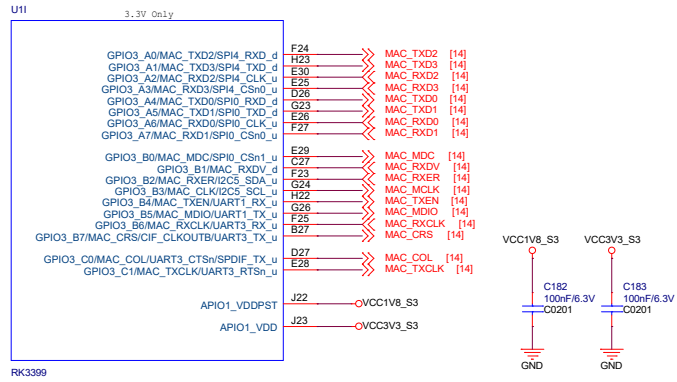 U1I
3.3V Only
GPIO3_A0/MAC_TXD2/SPI4_RXD_d F24 MAC_TXD2 [14]
GPIO3_A1/MAC_TXD3/SPI4_TXD_d H23 MAC_TXD3 [14]
GPIO3_A2/MAC_RXD2/SPI4_CLK_u E30 MAC_RXD2 [14]
GPIO3_A3/MAC_RXD3/SPI4_CSn0_u E25 MAC_RXD3 [14]
GPIO3_A4/MAC_TXD0/SPI0_RXD_d D26 MAC_TXD0 [14]
GPIO3_A5/MAC_TXD1/SPI0_TXD_d G23 MAC_TXD1 [14]
GPIO3_A6/MAC_RXD0/SPI0_CLK_u E26 MAC_RXD0 [14]
GPIO3_A7/MAC_RXD1/SPI0_CSn0_u F27 MAC_RXD1 [14]
GPIO3_B0/MAC_MDC/SPI0_CSn1_u E29 MAC_MDC [14]
GPIO3_B1/MAC_RXDV_d C27 MAC_RXDV [14]
GPIO3_B2/MAC_RXER/I2C5_SDA_u F23 MAC_RXER [14]
GPIO3_B3/MAC_CLK/I2C5_SCL_u G24 MAC_MCLK [14]
GPIO3_B4/MAC_TXEN/UART1_RX_u H22 MAC_TXEN [14]
GPIO3_B5/MAC_MDIO/UART1_TX_u G26 MAC_MDIO [14]
GPIO3_B6/MAC_RXCLK/UART3_RX_u F25 MAC_RXCLK [14]
GPIO3_B7/MAC_CRS/CIF_CLKOUTB/UART3_TX_u B27 MAC_CRS [14]
GPIO3_C0/MAC_COL/UART3_CTSn/SPDIF_TX_u D27 MAC_COL [14]
GPIO3_C1/MAC_TXCLK/UART3_RTSn_u E28 MAC_TXCLK [14]
APIO1_VDDPST J22 VCC1V8_S3
APIO1_VDD J23 VCC3V3_S3
RK3399
VCC1V8_S3 VCC3V3_S3
C182 C183
100nF/6.3V 100nF/6.3V
C0201 C0201
GND GND